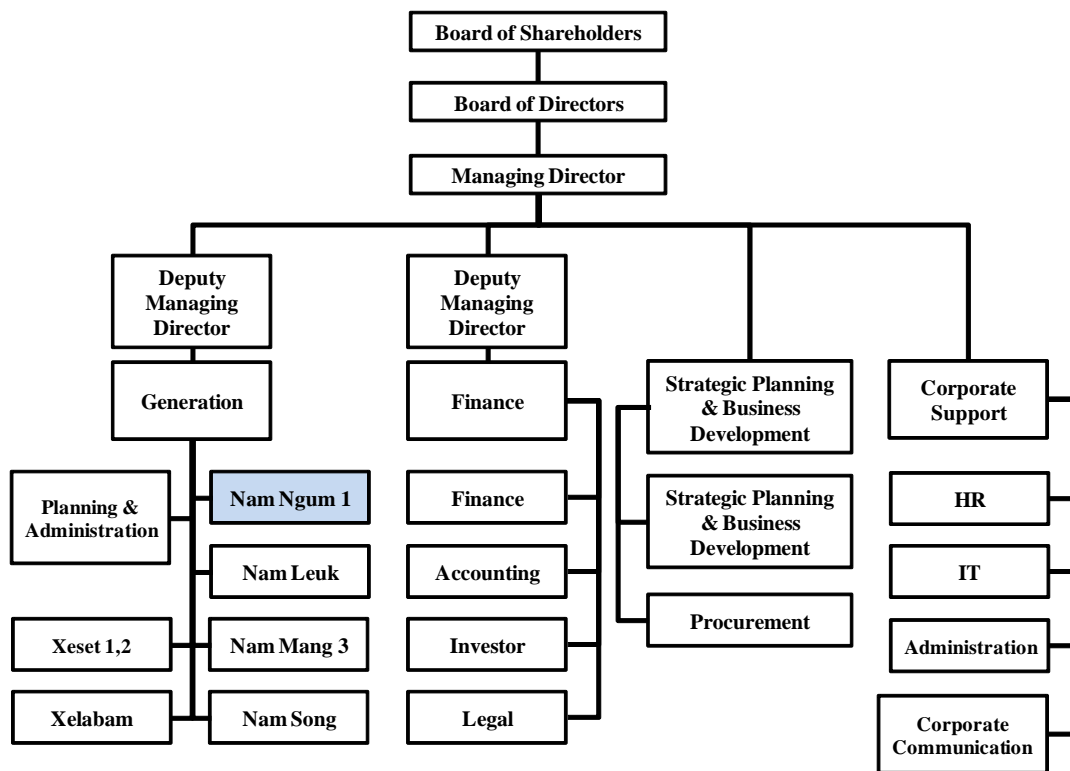 Board of Shareholders
Board of Directors
Managing Director
Deputy
Managing
Director
Deputy
Managing
Director
Generation
Finance
Strategic Planning
& Business
Development
Corporate
Support
Planning &
Administration
Nam Ngum 1
Finance
Strategic Planning
& Business
Development
HR
Nam Leuk
Accounting
IT
Xeset 1,2
Nam Mang 3
Investor
Procurement
Administration
Xelabam
Nam Song
Legal
Corporate
Communication